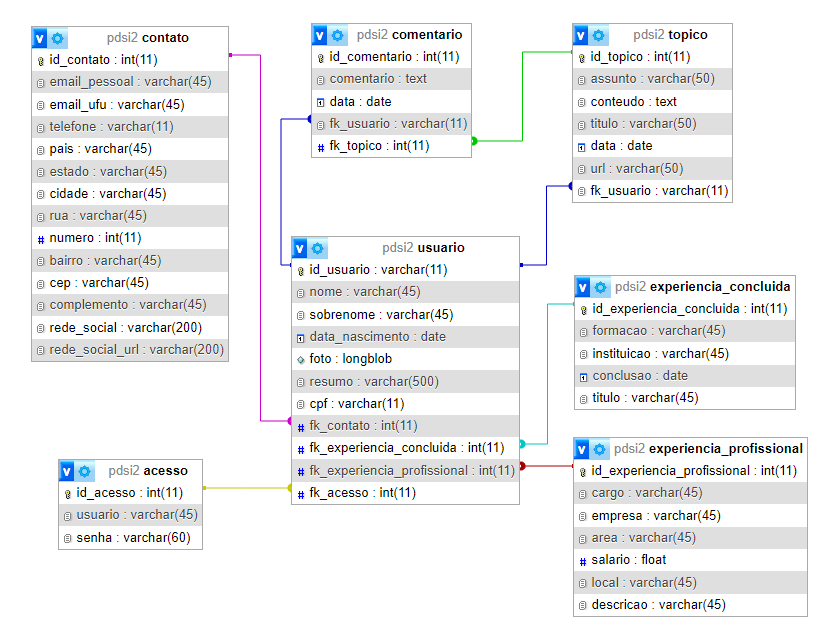 pdsi2 contato
id_contato : int(11)
email_pessoal : varchar(45)
email_ufu : varchar(45)
telefone : varchar(11)
pais : varchar(45)
estado : varchar(45)
cidade : varchar(45)
rua : varchar(45)
numero : int(11)
bairro : varchar(45)
cep : varchar(45)
complemento : varchar(45)
rede_social : varchar(200)
rede_social_url : varchar(200)
pdsi2 comentario
id_comentario : int(11)
comentario : text
data : date
fk_usuario : varchar(11)
fk_topico : int(11)
pdsi2 topico
id_topico : int(11)
assunto : varchar(50)
conteudo : text
titulo : varchar(50)
data : date
url : varchar(50)
fk_usuario : varchar(11)
pdsi2 usuario
id_usuario : varchar(11)
nome : varchar(45)
sobrenome : varchar(45)
data_nascimento : date
foto : longblob
resumo : varchar(500)
cpf : varchar(11)
fk_contato : int(11)
fk_experiencia_concluida : int(11)
fk_experiencia_profissional : int(11)
fk_acesso : int(11)
pdsi2 experiencia_concluida
id_experiencia_concluida : int(11)
formacao : varchar(45)
instituicao : varchar(45)
conclusao : date
titulo : varchar(45)
pdsi2 acesso
id_acesso : int(11)
usuario : varchar(45)
senha : varchar(60)
pdsi2 experiencia_profissional
id_experiencia_profissional : int(11)
cargo : varchar(45)
empresa : varchar(45)
area : varchar(45)
salario : float
local : varchar(45)
descricao : varchar(45)